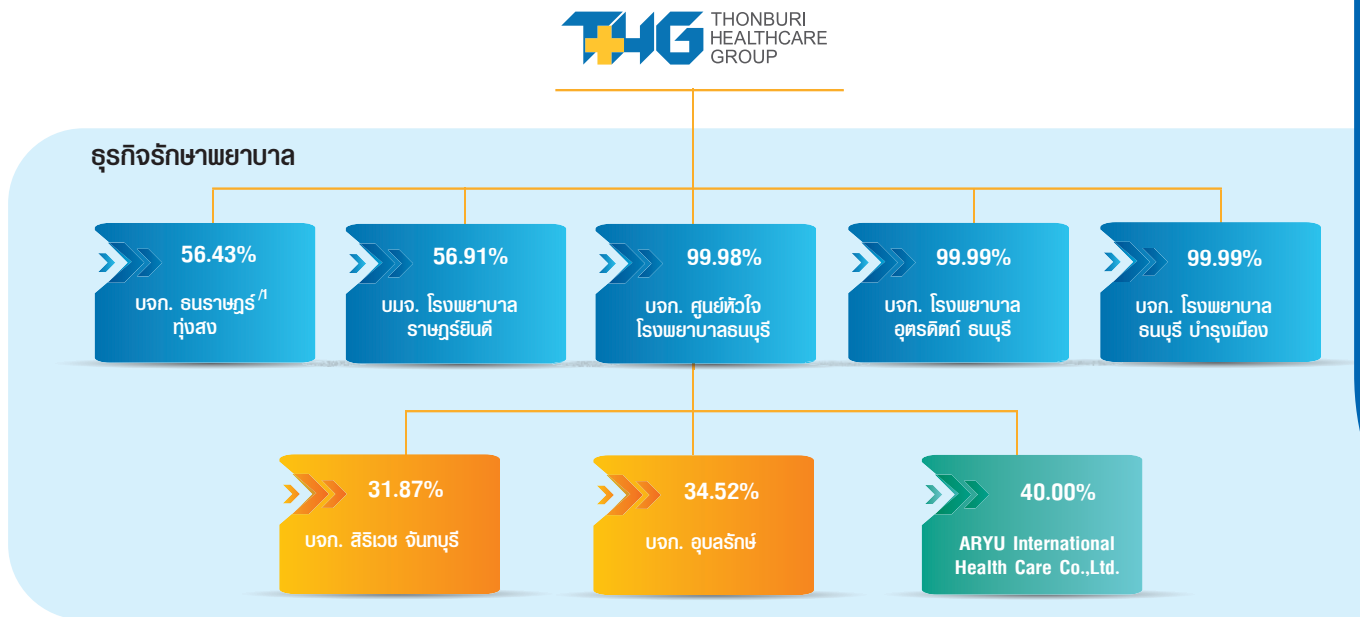 THG THONBURI
HEALTHCARE
GROUP
ธุรกิจรักษาพยาบาล
56.43%
บจก. ธนราษฎร์/1
ทุ่งสง
56.91%
บมจ. โรงพยาบาล
ราษฎร์ยินดี
99.98%
บจก. ศูนย์หัวใจ
โรงพยาบาลธนบุรี
99.99%
บจก. โรงพยาบาล
อุตรดิตถ์ ธนบุรี
99.99%
บจก. โรงพยาบาล
ธนบุรี บำรุงเมือง
31.87%
บจก. สิริเวช จันทบุรี
34.52%
บจก. อุบลรักษ์
40.00%
ARYU International
Health Care Co.,Ltd.